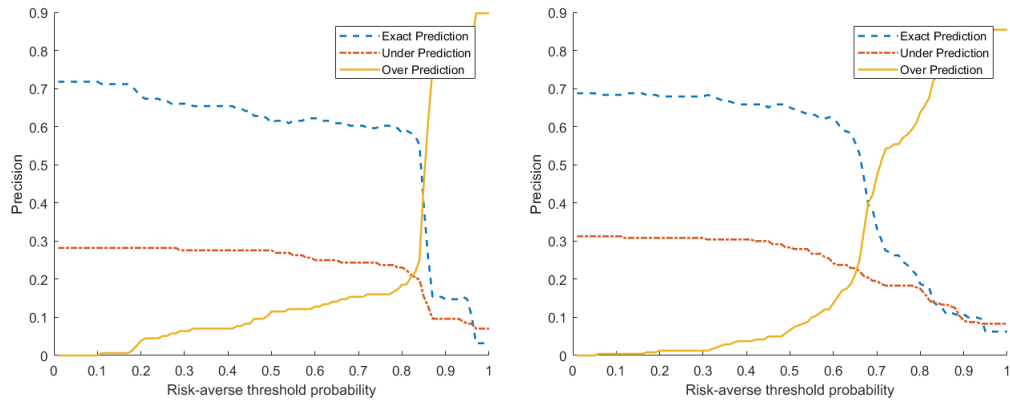 0.9
0.8
0.7
0.6
0.5
0.4
0.3
0.2
0.1
0
Precision
Exact Prediction
Under Prediction
Over Prediction
0 0.1 0.2 0.3 0.4 0.5 0.6 0.7 0.8 0.9 1
Risk-averse threshold probability
0.9
0.8
0.7
0.6
0.5
0.4
0.3
0.2
0.1
0
Precision
Exact Prediction
Under Prediction
Over Prediction
0 0.1 0.2 0.3 0.4 0.5 0.6 0.7 0.8 0.9 1
Risk-averse threshold probability